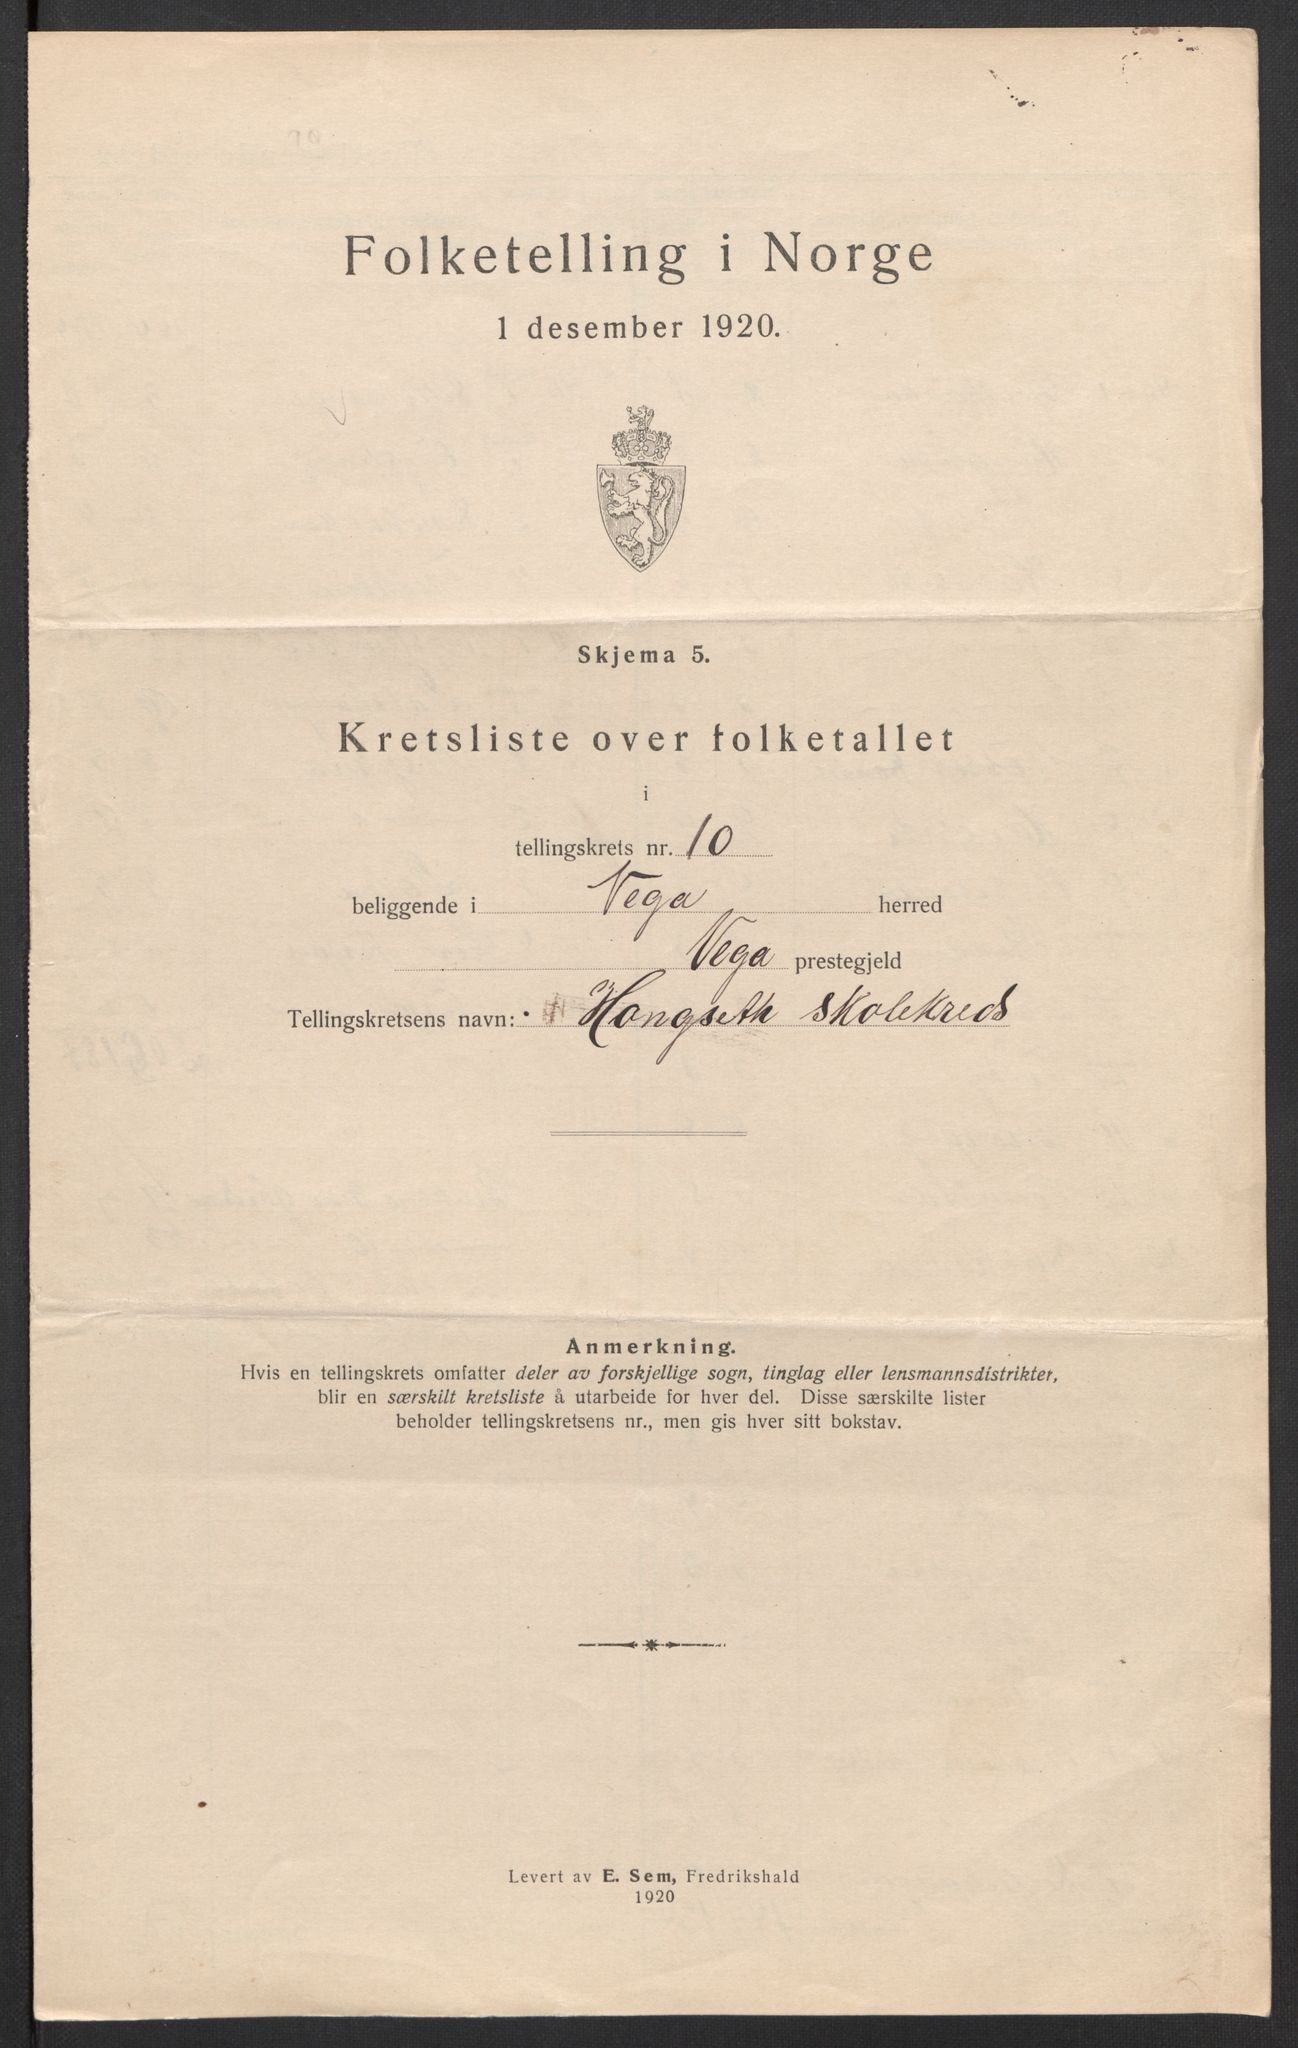 Folketelling i Norge
1 desember 1920.
Skjema 5.
Kretsliste over folketallet
i
tellingskrets nr. 10
beliggende i Vega herred
Vega prestegjeld
Tellingskretsens navn: Hongseth skolekreds
Anmerkning.
Hvis en tellingskrets omfatter deler av forskjellige sogn, tinglag eller lensmannsdistrikter,
blir en særskilt kretsliste å utarbeide for hver del. Disse særskilte lister
beholder tellingskretsens nr., men gis hver sitt bokstav.
Levert av E. Sem, Fredrikshald
1920